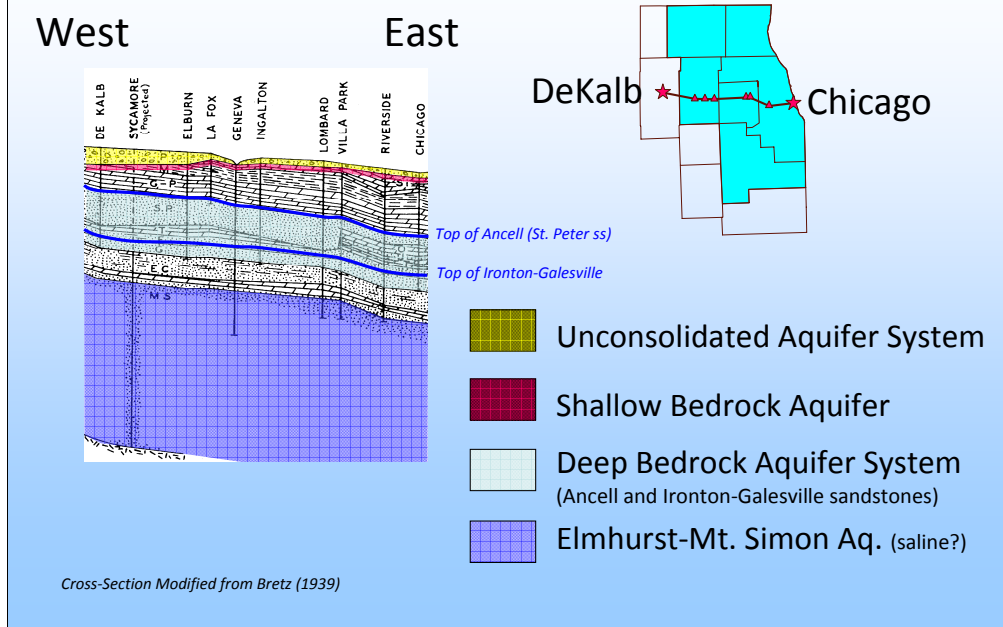 West
East
DeKalb
Chicago
DE KALB
SYCAMORE
(Projected)
ELBURN
LA FOX
GENEVA
INGALTON
LOMBARD
VILLA PARK
RIVERSIDE
CHICAGO
G-P
S.P.
E C
M S
Top of Ancell (St. Peter ss)
Top of Ironton-Galesville
Unconsolidated Aquifer System
Shallow Bedrock Aquifer
Deep Bedrock Aquifer System
(Ancell and Ironton-Galesville sandstones)
Elmhurst-Mt. Simon Aq. (saline?)
Cross-Section Modified from Bretz (1939)